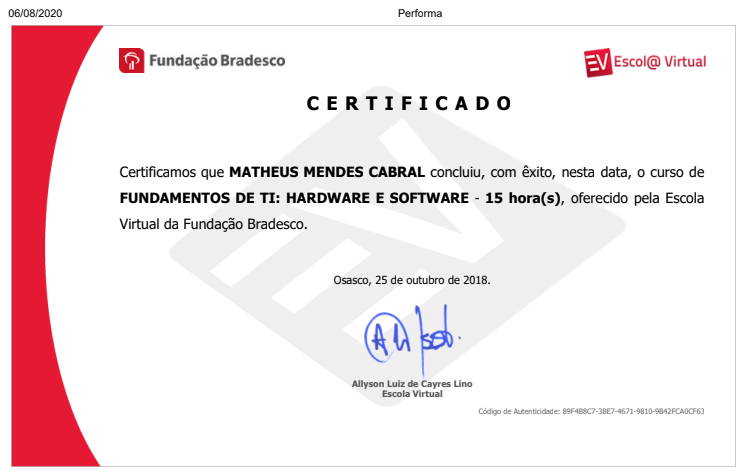 06/08/2020 Performa
Fundação Bradesco
EV Escol@ Virtual
CERTIFICADO
Certificamos que MATHEUS MENDES CABRAL concluiu, com êxito, nesta data, o curso de
FUNDAMENTOS DE TI: HARDWARE E SOFTWARE - 15 hora(s), oferecido pela Escola
Virtual da Fundação Bradesco.
Osasco, 25 de outubro de 2018.
Allyson Luiz de Cayres Lino
Escola Virtual
Código de Autenticidade: 89F4B8C7-3BE7-4671-9810-9B42FCA0CF63